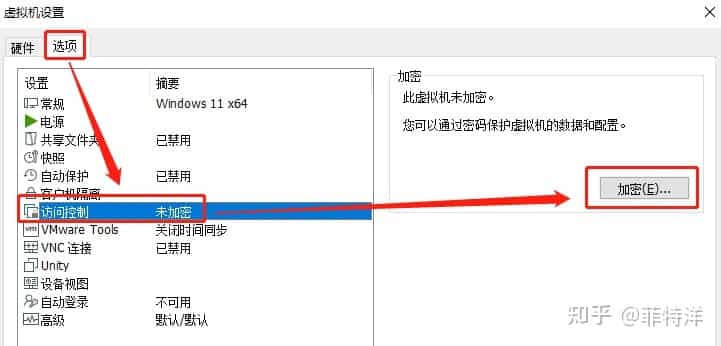 虚拟机设置
硬件 选项
设置 摘要
常规 Windows 11 x64
电源
共享文件夹 已禁用
快照
自动保护 已禁用
客户机隔离
访问控制 未加密
VMware Tools 关闭时间同步
VNC 连接 已禁用
Unity
设备视图
自动登录 不可用
高级 默认/默认
加密
此虚拟机未加密。
您可以通过密码保护虚拟机的数据和配置。
加密(E)...
知乎 @菲特洋